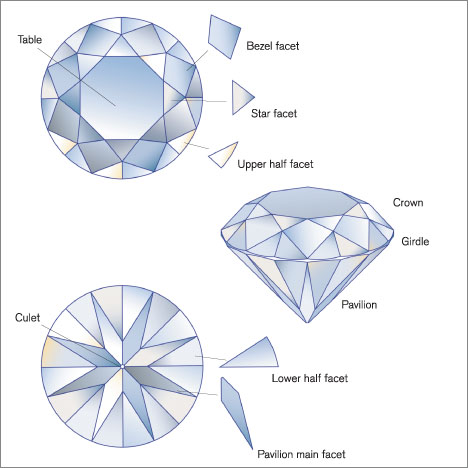 Table
Bezel facet
Star facet
Upper half facet
Crown
Girdle
Pavilion
Culet
Lower half facet
Pavilion main facet